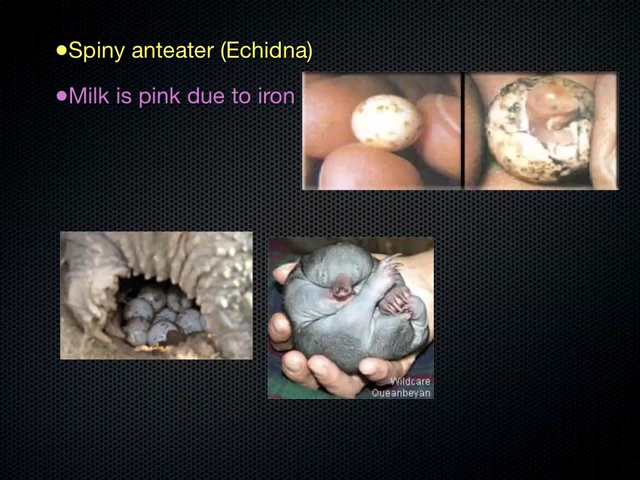 •Spiny anteater (Echidna)
•Milk is pink due to iron
Wildcare
Queanbeyan